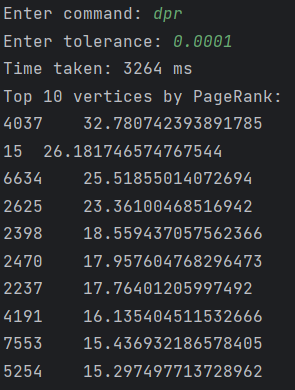 Enter command: dpr
Enter tolerance: 0.0001
Time taken: 3264 ms
Top 10 vertices by PageRank:
4037    32.780742393891785
15  26.181746574767544
6634    25.51855014072694
2625    23.36100468516942
2398    18.559437057562366
2470    17.957604768296473
2237    17.76401205997492
4191    16.135404511532666
7553    15.436932186578405
5254    15.297497713728962